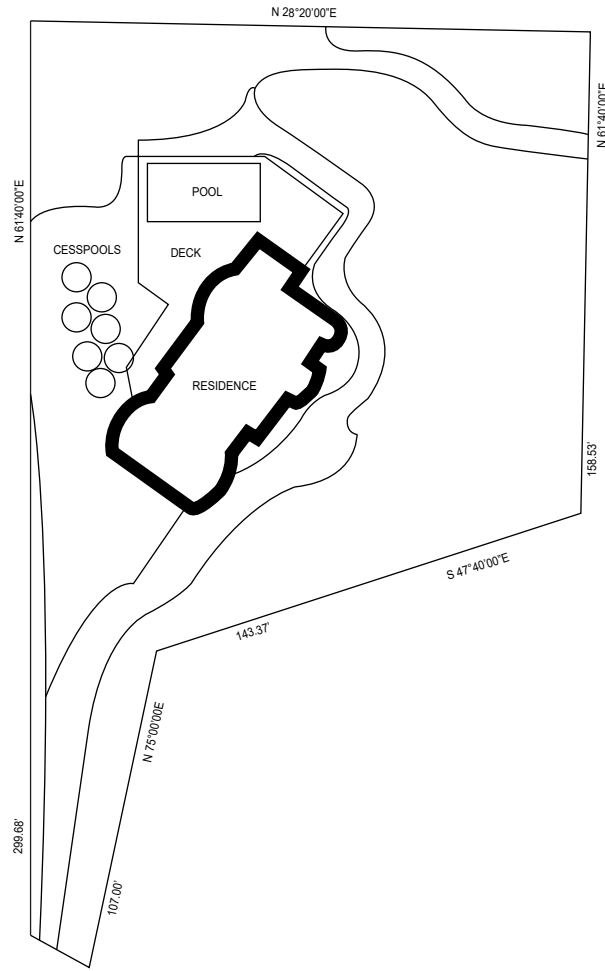 N 28°20'00"E
N 61°40'00"E
N 61°40'00"E
POOL
CESSPOOLS
DECK
RESIDENCE
158.53'
S 47°40'00"E
143.37'
N 75°00'00E
299.68'
107.00'